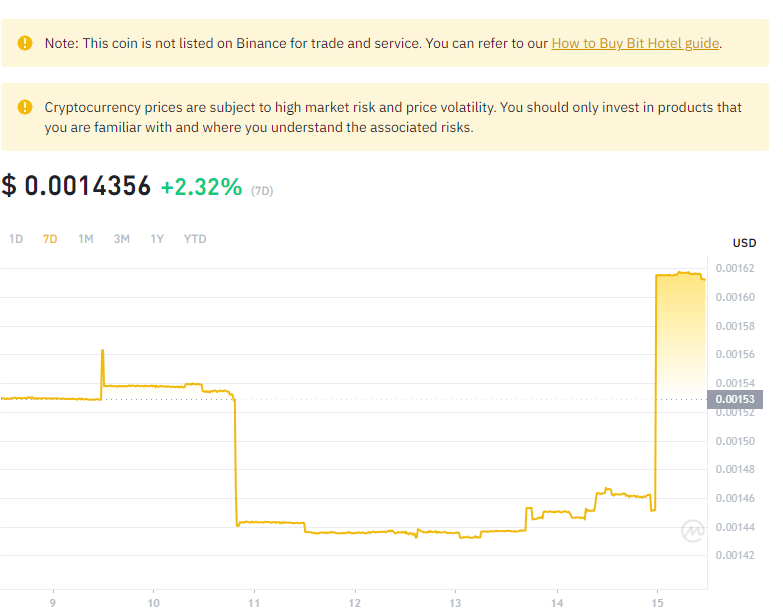 Note: This coin is not listed on Binance for trade and service. You can refer to our How to Buy Bit Hotel guide.
Cryptocurrency prices are subject to high market risk and price volatility. You should only invest in products that
you are familiar with and where you understand the associated risks.
$ 0.0014356 +2.32% (7D)
1D 7D 1M 3M 1Y YTD
USD
0.00162
0.00160
0.00158
0.00156
0.00154
0.00153
0.00152
0.00150
0.00148
0.00146
0.00144
0.00142
9 10 11 12 13 14 15